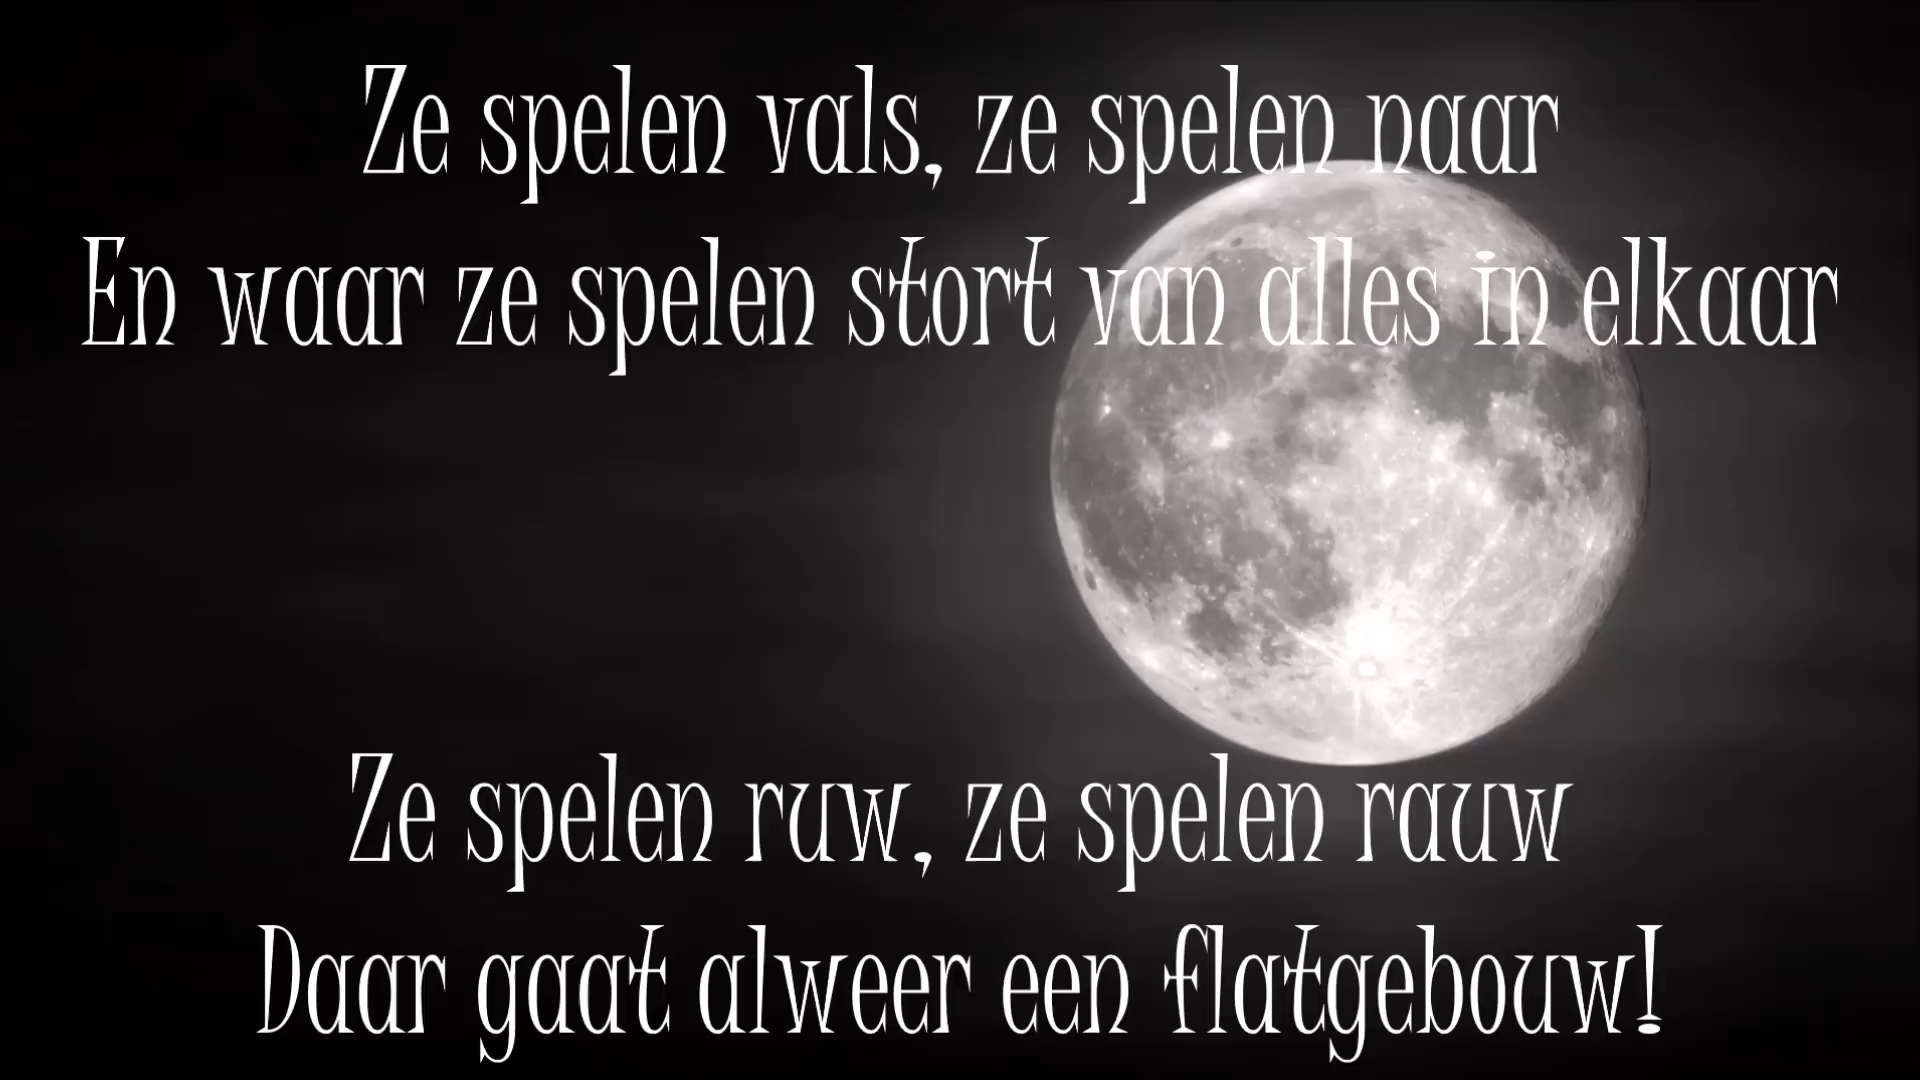 Ze spelen vals, ze spelen naar
En waar ze spelen stort van alles in elkaar
Ze spelen ruw, ze spelen rauw
Daar gaat alweer een flatgebouw!